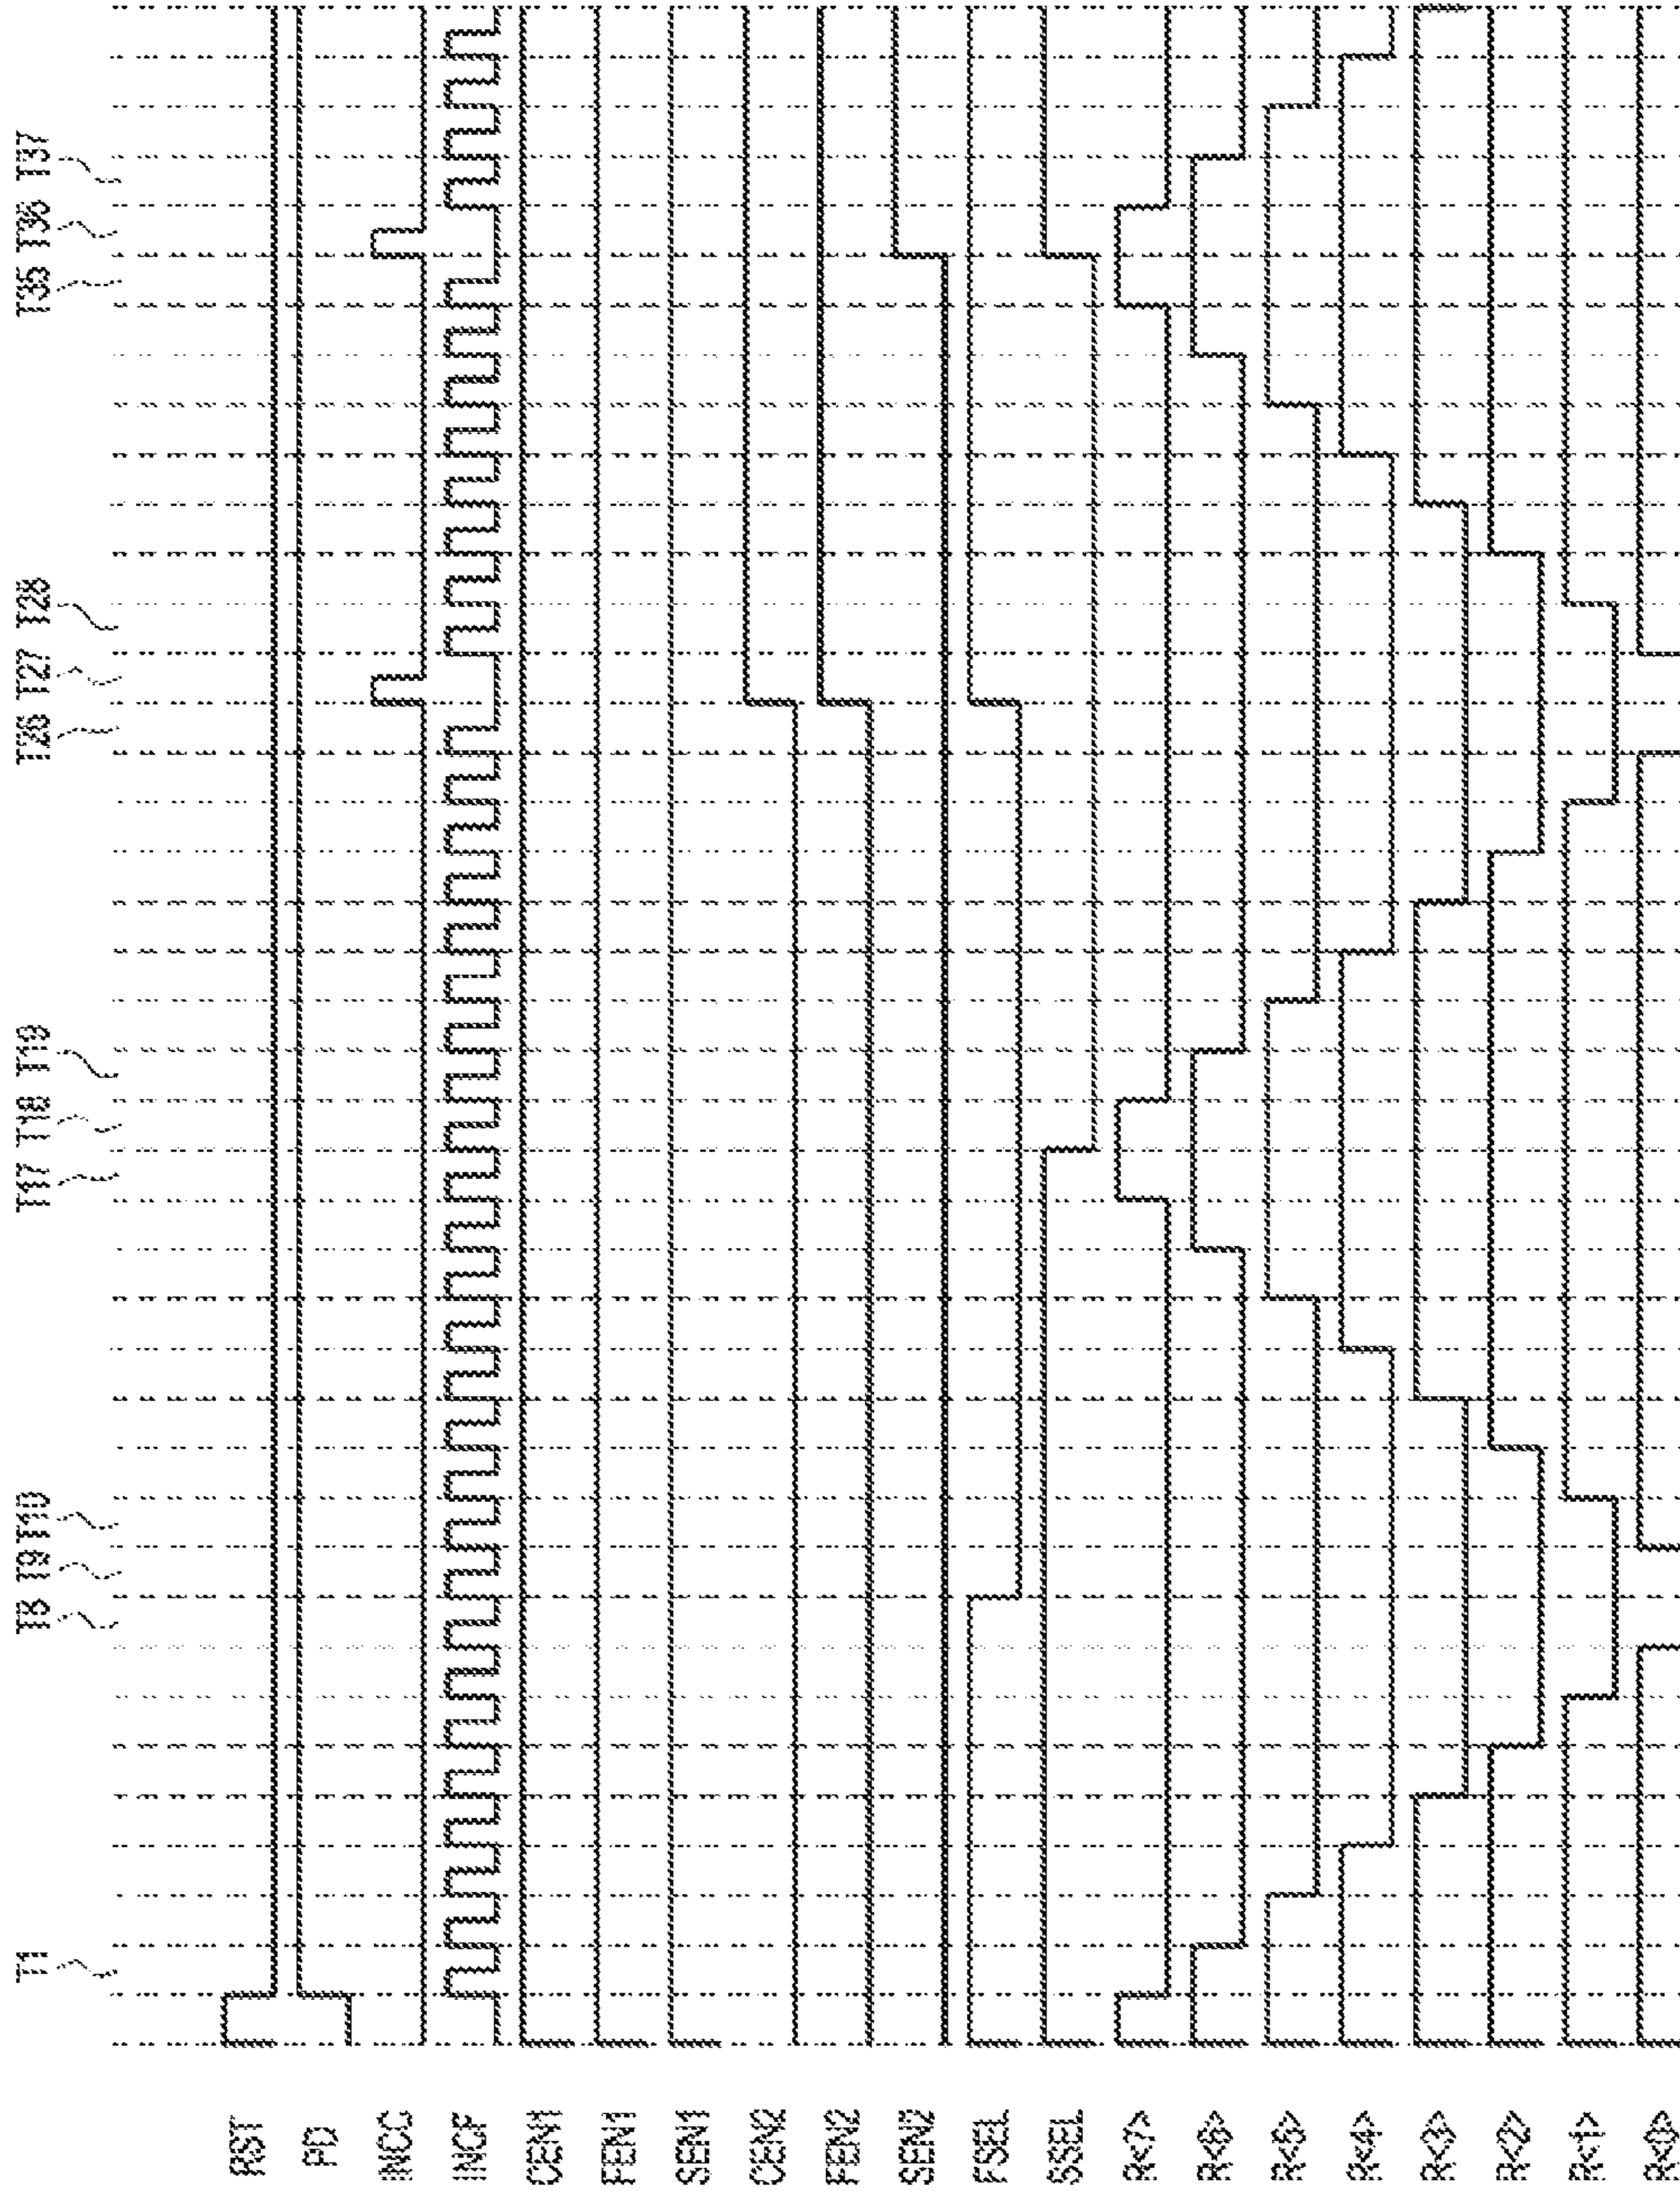 T1 T8 T9 T10 T17 T18 T19 T26 T27 T28 T35 T36 T37
RST
PD
INCC
INCF
CEN1
FEN1
SEN1
CEN2
FEN2
SEN2
FSEL
SSEL
R<7>
R<6>
R<5>
R<4>
R<3>
R<2>
R<1>
R<0>